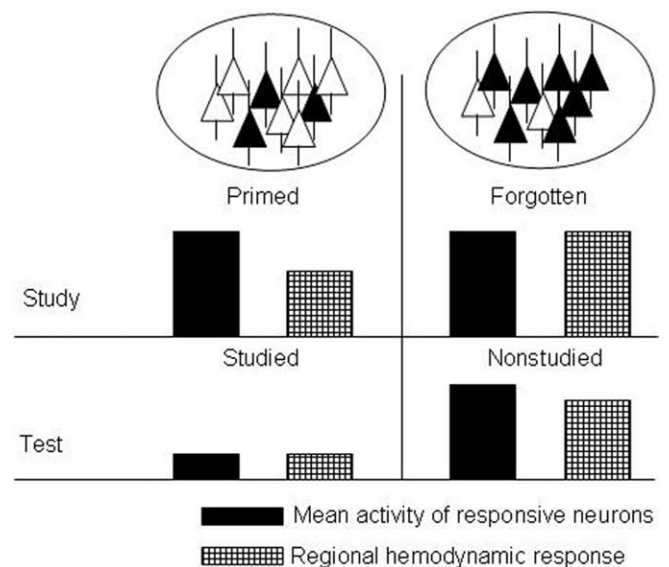 Primed Forgotten
Study
Studied Nonstudied
Test
Mean activity of responsive neurons
Regional hemodynamic response